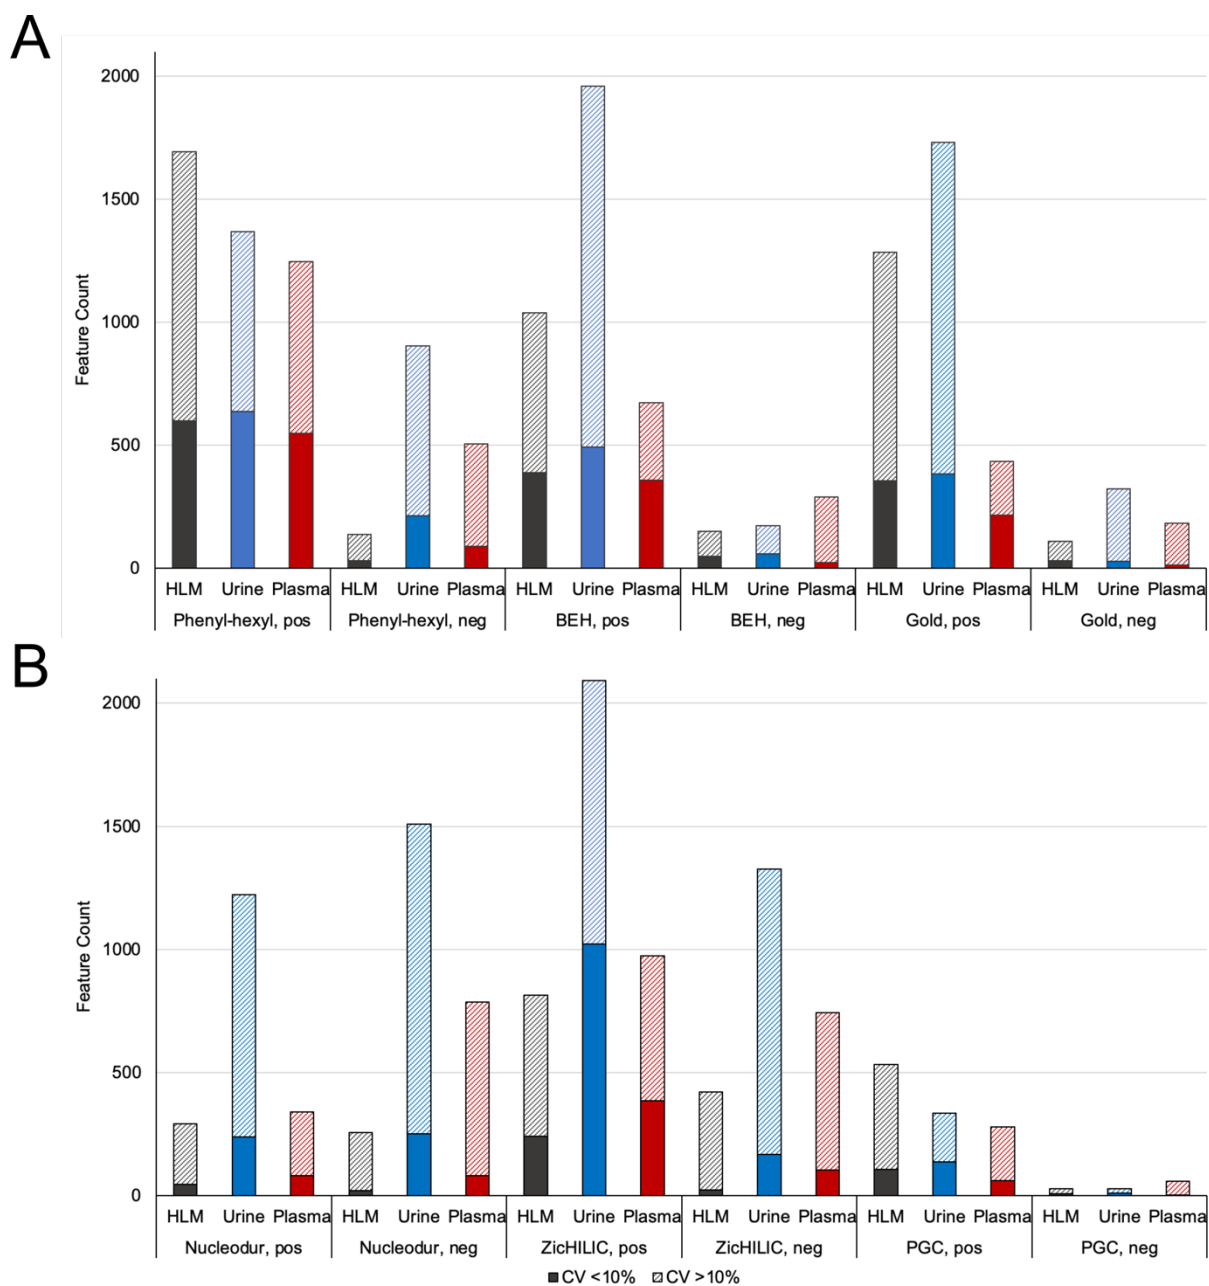 A
2000
1500
1000
500
0
Feature Count
HLM Urine Plasma HLM Urine Plasma HLM Urine Plasma HLM Urine Plasma HLM Urine Plasma HLM Urine Plasma
Phenyl-hexyl, pos Phenyl-hexyl, neg BEH, pos BEH, neg Gold, pos Gold, neg
B
2000
1500
1000
500
0
Feature Count
HLM Urine Plasma HLM Urine Plasma HLM Urine Plasma HLM Urine Plasma HLM Urine Plasma HLM Urine Plasma
Nucleodur, pos Nucleodur, neg ZicHILIC, pos ZicHILIC, neg PGC, pos PGC, neg
CV <10% CV >10%